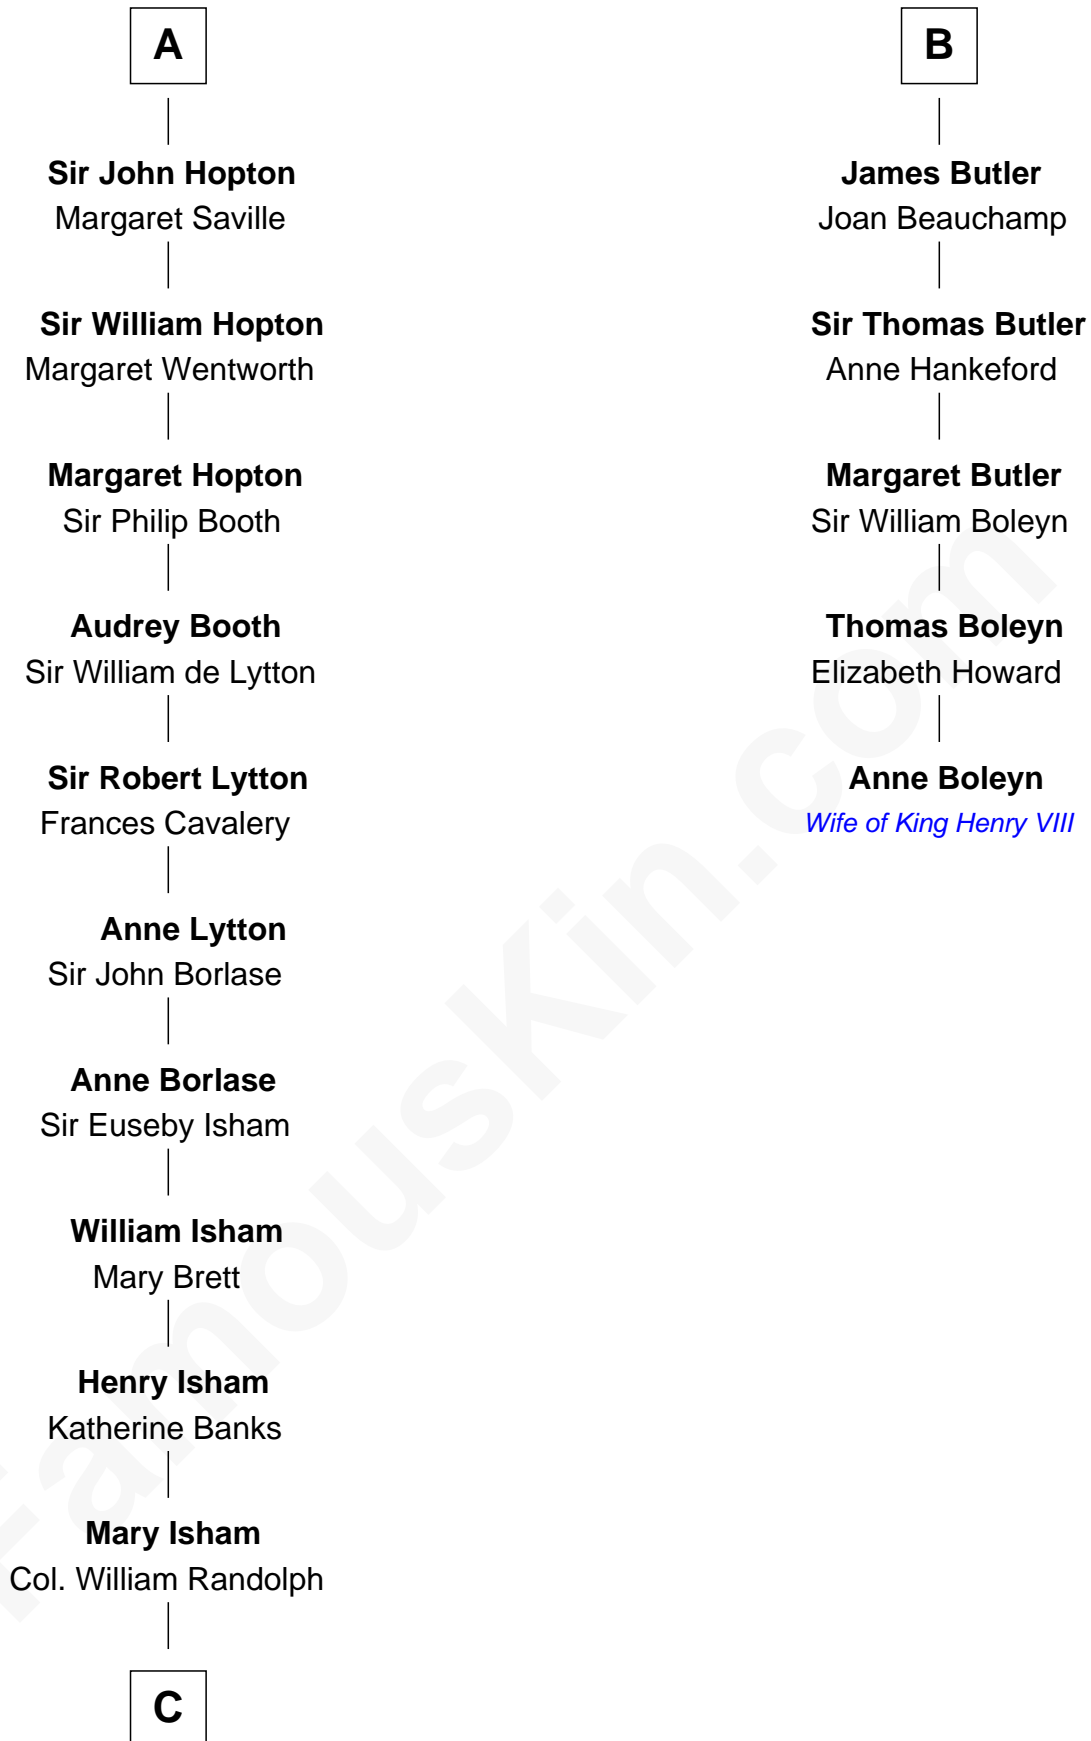 A
Sir John Hopton
Margaret Saville
Sir William Hopton
Margaret Wentworth
Margaret Hopton
Sir Philip Booth
Audrey Booth
Sir William de Lytton
Sir Robert Lytton
Frances Cavalery
Anne Lytton
Sir John Borlase
Anne Borlase
Sir Euseby Isham
William Isham
Mary Brett
Henry Isham
Katherine Banks
Mary Isham
Col. William Randolph
C
B
James Butler
Joan Beauchamp
Sir Thomas Butler
Anne Hankeford
Margaret Butler
Sir William Boleyn
Thomas Boleyn
Elizabeth Howard
Anne Boleyn
Wife of King Henry VIII
FamousKin.com